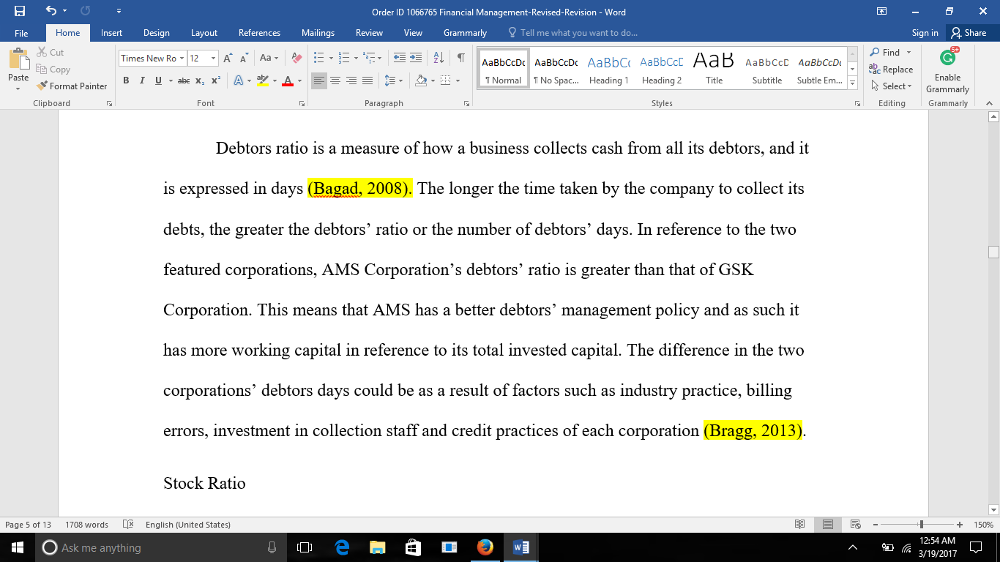 Order ID 1066765 Financial Management-Revised-Revision - Word
File Home Insert Design Layout References Mailings Review View Grammarly Tell me what you want to do... Sign in Share
Paste
Cut
Copy
Format Painter
Clipboard
Times New Ro 12
B I U abc x₂ x²
Font
Paragraph
AaBbCcDc AaBbCcDc AaBbCc AaBbCcD AaB AaBbCcD AaBbCcDc
¶ Normal ¶ No Spac... Heading 1 Heading 2 Title Subtitle Subtle Em...
Styles
Find
Replace
Select
Editing
5+
Enable
Grammarly
Grammarly
Debtors ratio is a measure of how a business collects cash from all its debtors, and it
is expressed in days (Bagad, 2008). The longer the time taken by the company to collect its
debts, the greater the debtors’ ratio or the number of debtors’ days. In reference to the two
featured corporations, AMS Corporation’s debtors’ ratio is greater than that of GSK
Corporation. This means that AMS has a better debtors’ management policy and as such it
has more working capital in reference to its total invested capital. The difference in the two
corporations’ debtors days could be as a result of factors such as industry practice, billing
errors, investment in collection staff and credit practices of each corporation (Bragg, 2013).
Stock Ratio
Page 5 of 13 1708 words English (United States) 150%
Ask me anything
12:54 AM
3/19/2017